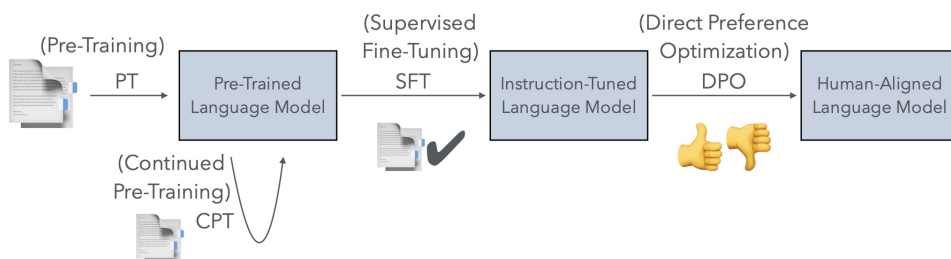 (Pre-Training)
PT
Pre-Trained
Language Model
(Continued
Pre-Training)
CPT
(Supervised
Fine-Tuning)
SFT
Instruction-Tuned
Language Model
(Direct Preference
Optimization)
DPO
Human-Aligned
Language Model